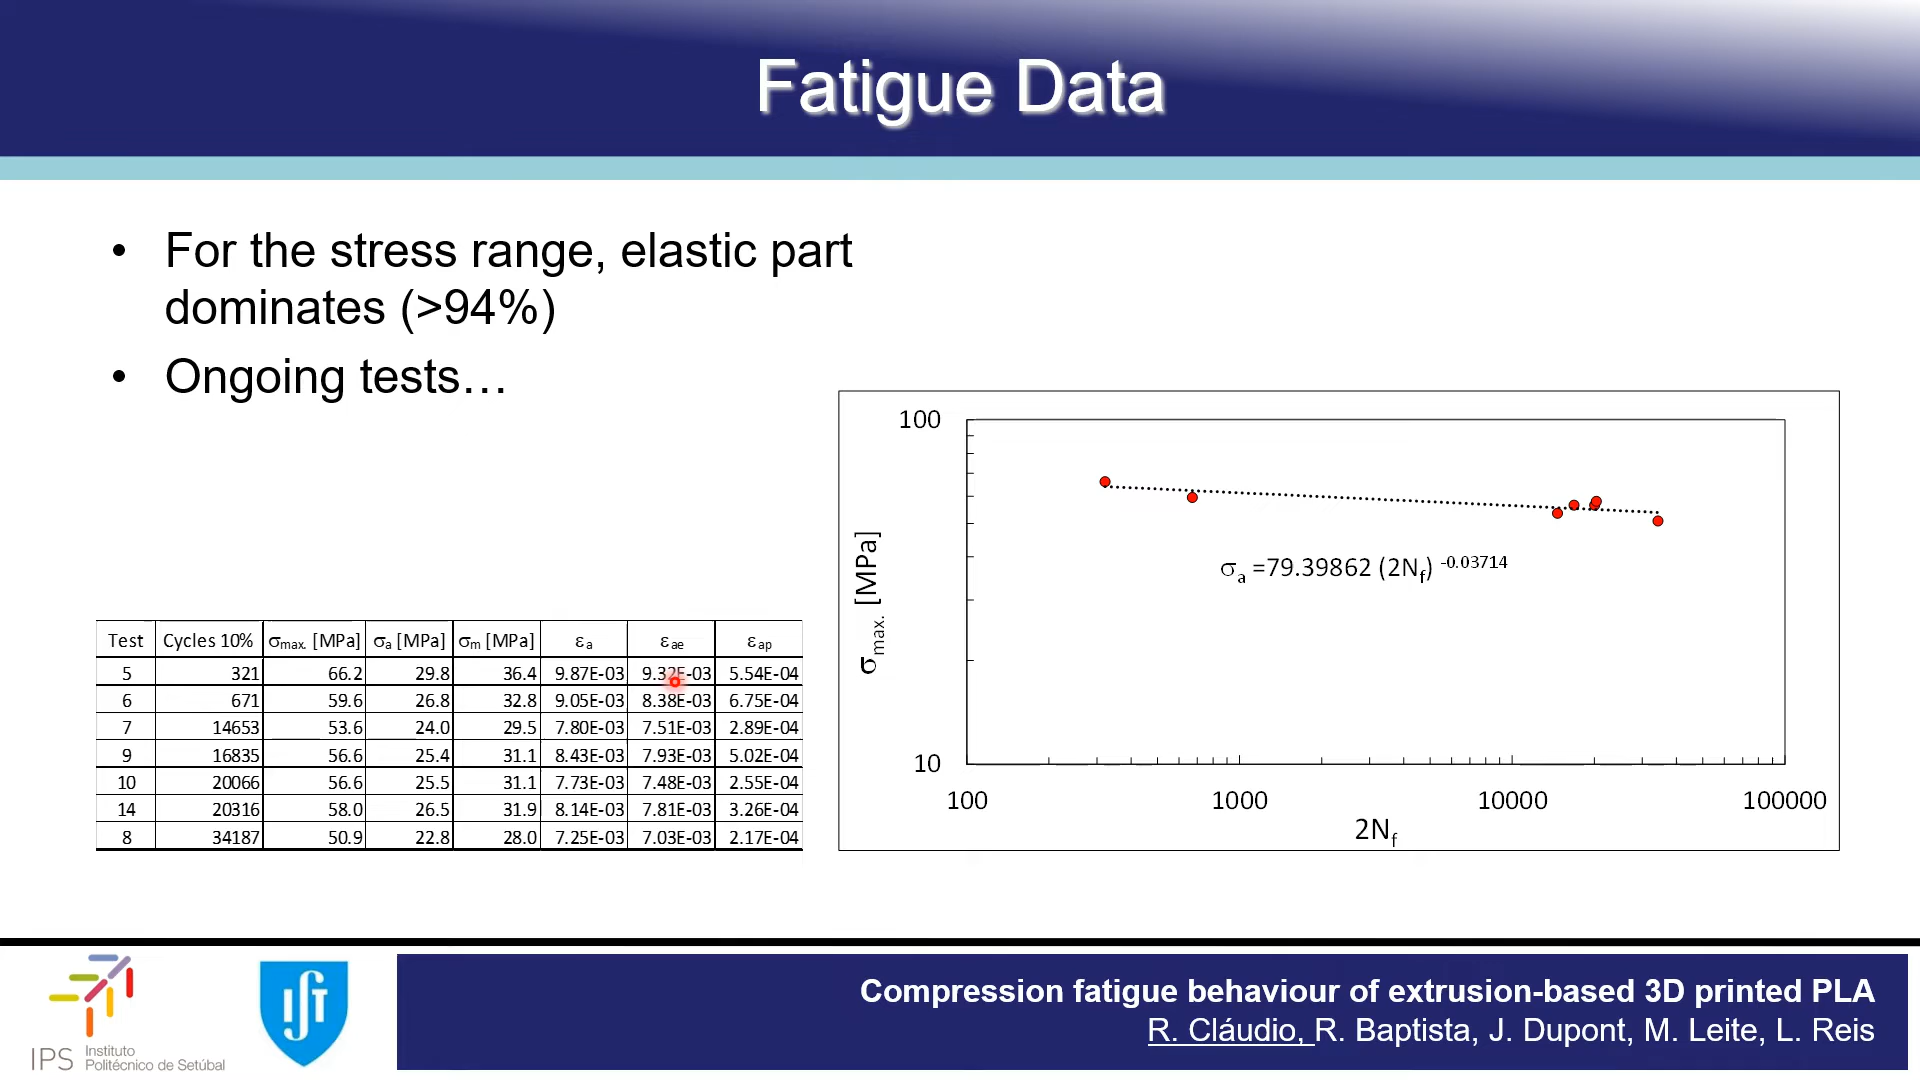 Fatigue Data
• For the stress range, elastic part
dominates (>94%)
• Ongoing tests…
Test Cycles 10% σmax. [MPa] σa [MPa] σm [MPa] εa εae εap
5 321 66.2 29.8 36.4 9.87E-03 9.32E-03 5.54E-04
6 671 59.6 26.8 32.8 9.05E-03 8.38E-03 6.75E-04
7 14653 53.6 24.0 29.5 7.80E-03 7.51E-03 2.89E-04
9 16835 56.6 25.4 31.1 8.43E-03 7.93E-03 5.02E-04
10 20066 56.6 25.5 31.1 7.73E-03 7.48E-03 2.55E-04
14 20316 58.0 26.5 31.9 8.14E-03 7.81E-03 3.26E-04
8 34187 50.9 22.8 28.0 7.25E-03 7.03E-03 2.17E-04
100
σmax. [MPa]
σa =79.39862 (2Nf) -0.03714
10
100 1000 10000 100000
2Nf
IPS Instituto
Politécnico de Setúbal
Compression fatigue behaviour of extrusion-based 3D printed PLA
R. Cláudio, R. Baptista, J. Dupont, M. Leite, L. Reis